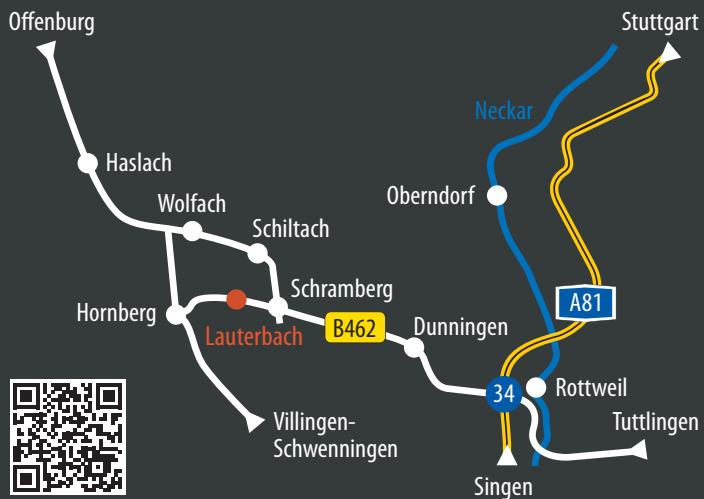 Offenburg
Stuttgart
Neckar
Haslach
Oberndorf
Wolfach
Schiltach
Schramberg
A81
Hornberg
Lauterbach
B462
Dunningen
34
Rottweil
Villingen-
Schwenningen
Tuttlingen
Singen